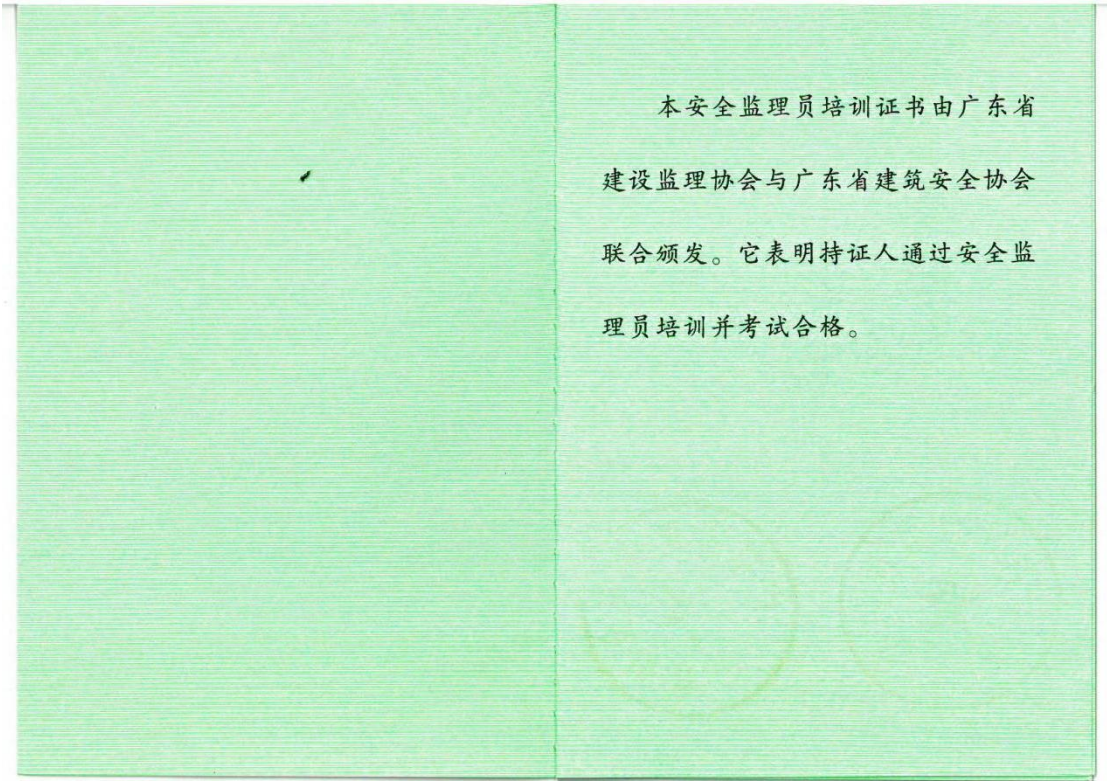 本安全监理员培训证书由广东省
建设监理协会与广东省建筑安全协会
联合颁发。它表明持证人通过安全监
理员培训并考试合格。